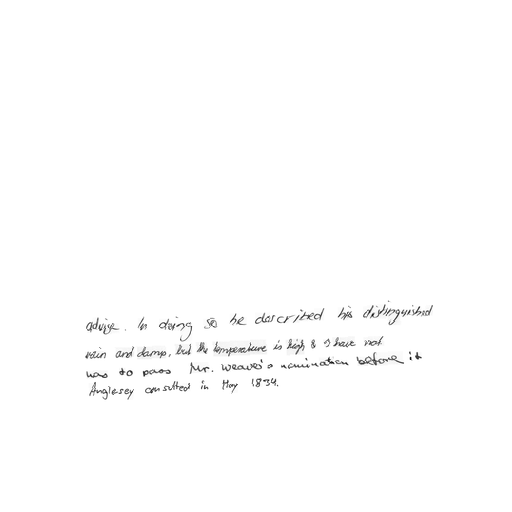 advise. In doing so he described his distinguished
rain and damp, but the temperature is high & I have not
has to pass Mr. Weaver's nomination before it
Anglesey consulted in May 1834.